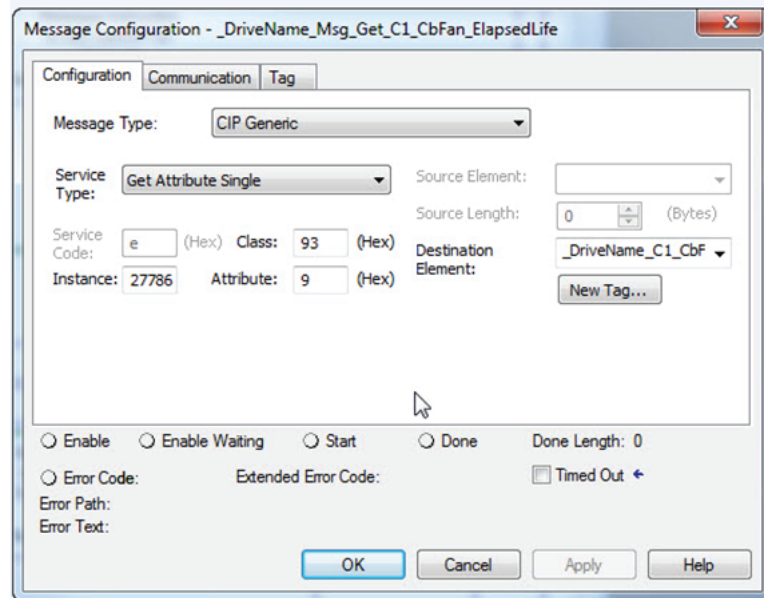 Message Configuration - _DriveName_Msg_Get_C1_CbFan_ElapsedLife
Configuration Communication Tag
Message Type: CIP Generic
Service Type: Get Attribute Single
Service Code: e (Hex) Class: 93 (Hex)
Instance: 27786 Attribute: 9 (Hex)
Source Element:
Source Length: 0 (Bytes)
Destination Element: _DriveName_C1_CbF
New Tag...
Enable Enable Waiting Start Done Done Length: 0
Error Code: Extended Error Code: Timed Out
Error Path:
Error Text:
OK Cancel Apply Help